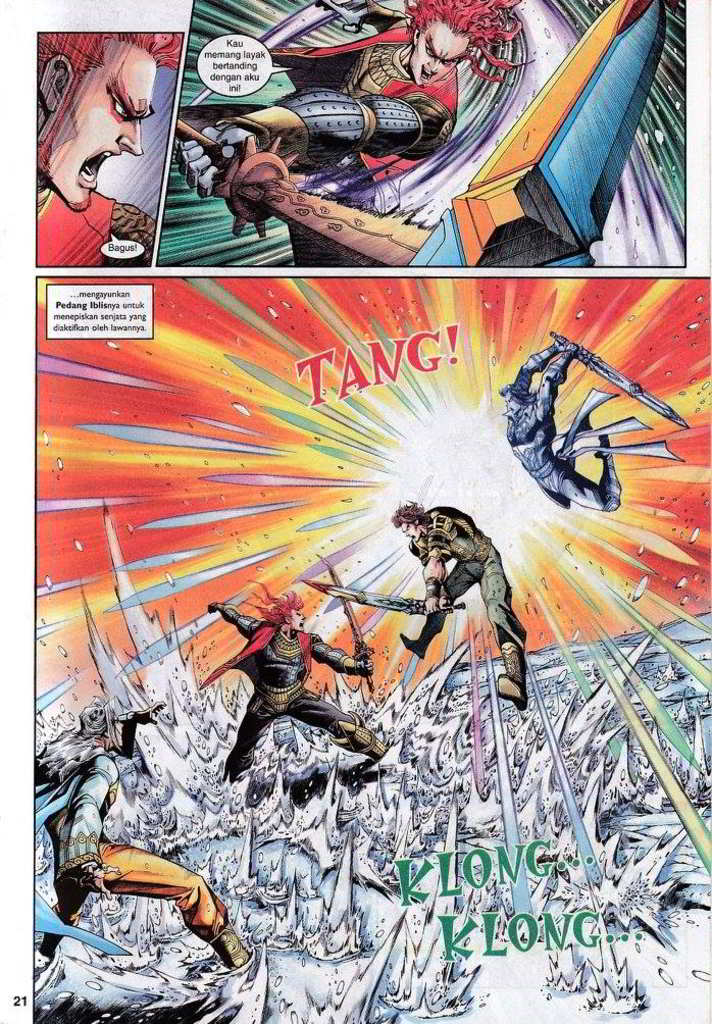 Bagus!
Kau
memang layak
bertanding
dengan aku
ini!
...mengayunkan
Pedang Iblisnya untuk
menepiskan senjata yang
diaktifkan oleh lawannya.
TANG!
KLONG...
KLONG...
21